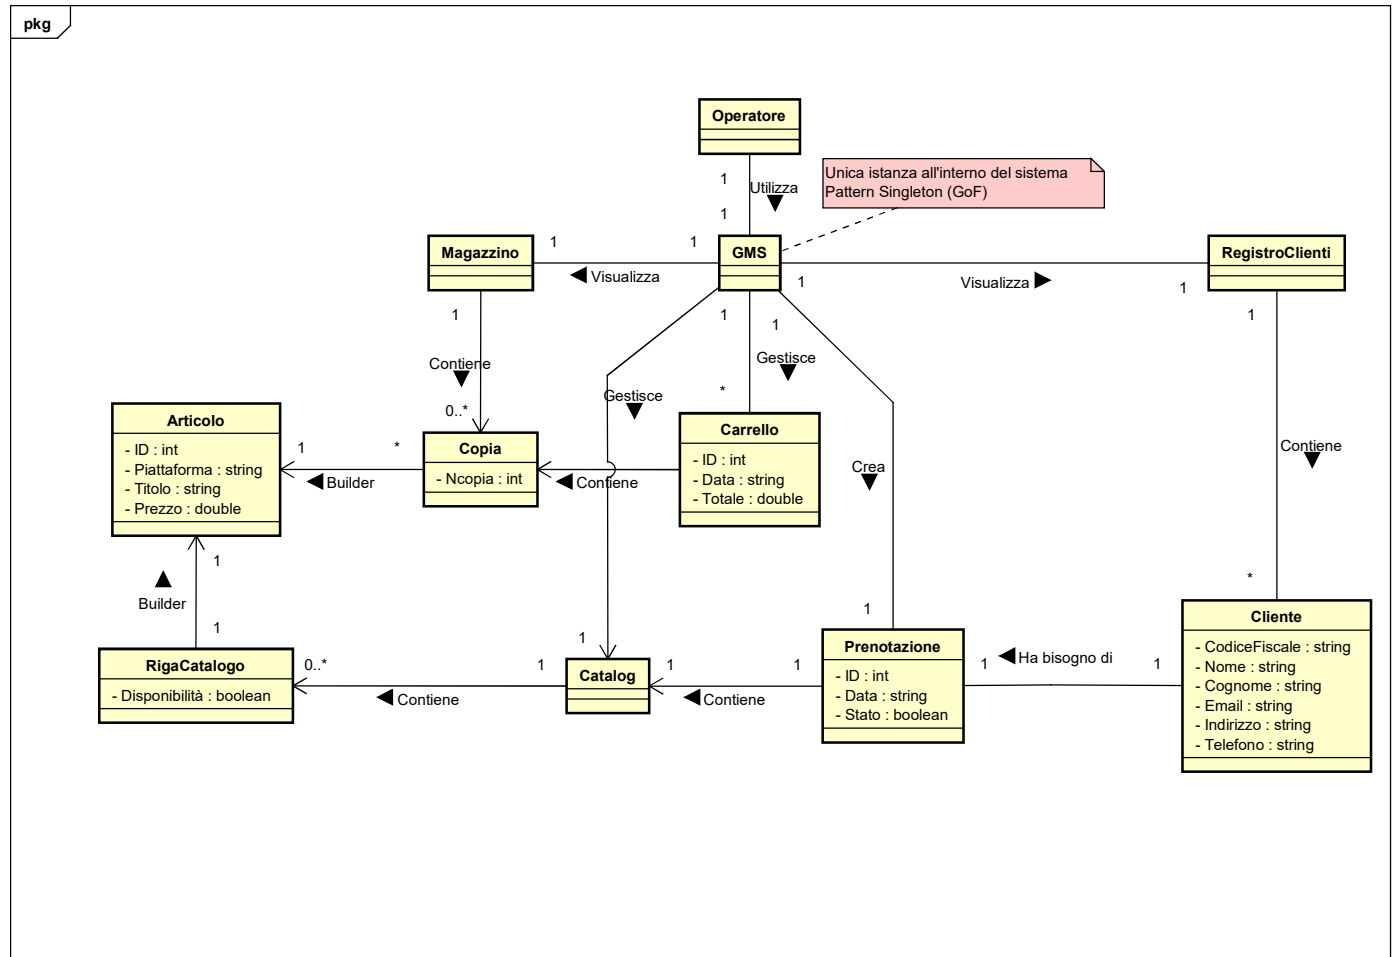 pkg
Operatore
1
Utilizza
1
Unica istanza all'interno del sistema
Pattern Singleton (GoF)
Magazzino
1
1
GMS
RegistroClienti
Visualizza
1
Visualizza
1
1
1
1
1
Contiene
Gestisce
0..*
Gestisce
*
Articolo
- ID : int
- Piattaforma : string
- Titolo : string
- Prezzo : double
1
*
Builder
Copia
- Ncopia : int
Contiene
Carrello
- ID : int
- Data : string
- Totale : double
Crea
Contiene
1
Builder
1
*
1
1
RigaCatalogo
- Disponibilità : boolean
0..*
1
Contiene
Catalog
1
1
Contiene
Prenotazione
- ID : int
- Data : string
- Stato : boolean
1
Ha bisogno di
1
Cliente
- CodiceFiscale : string
- Nome : string
- Cognome : string
- Email : string
- Indirizzo : string
- Telefono : string